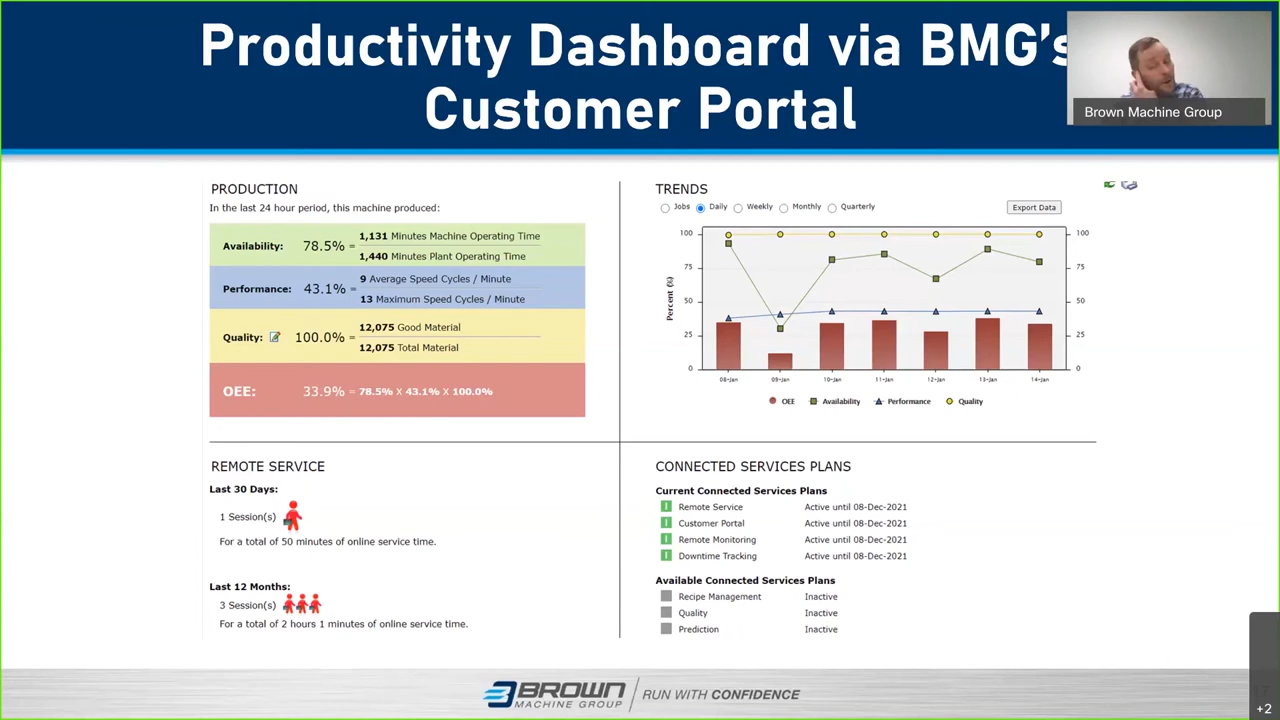 Productivity Dashboard via BMG's
Customer Portal
Brown Machine Group
PRODUCTION
In the last 24 hour period, this machine produced:
Availability: 78.5% = 1,131 Minutes Machine Operating Time
1,440 Minutes Plant Operating Time
Performance: 43.1% = 9 Average Speed Cycles / Minute
13 Maximum Speed Cycles / Minute
Quality: 100.0% = 12,075 Good Material
12,075 Total Material
OEE: 33.9% = 78.5% X 43.1% X 100.0%
TRENDS
Jobs Daily Weekly Monthly Quarterly
Export Data
Percent (%)
100 100
75 75
50 50
25 25
0 0
08-Jan 09-Jan 10-Jan 11-Jan 12-Jan 13-Jan 14-Jan
OEE Availability Performance Quality
REMOTE SERVICE
Last 30 Days:
1 Session(s)
For a total of 50 minutes of online service time.
Last 12 Months:
3 Session(s)
For a total of 2 hours 1 minutes of online service time.
CONNECTED SERVICES PLANS
Current Connected Services Plans
Remote Service Active until 08-Dec-2021
Customer Portal Active until 08-Dec-2021
Remote Monitoring Active until 08-Dec-2021
Downtime Tracking Active until 08-Dec-2021
Available Connected Services Plans
Recipe Management Inactive
Quality Inactive
Prediction Inactive
BROWN
MACHINE GROUP
RUN WITH CONFIDENCE
+2